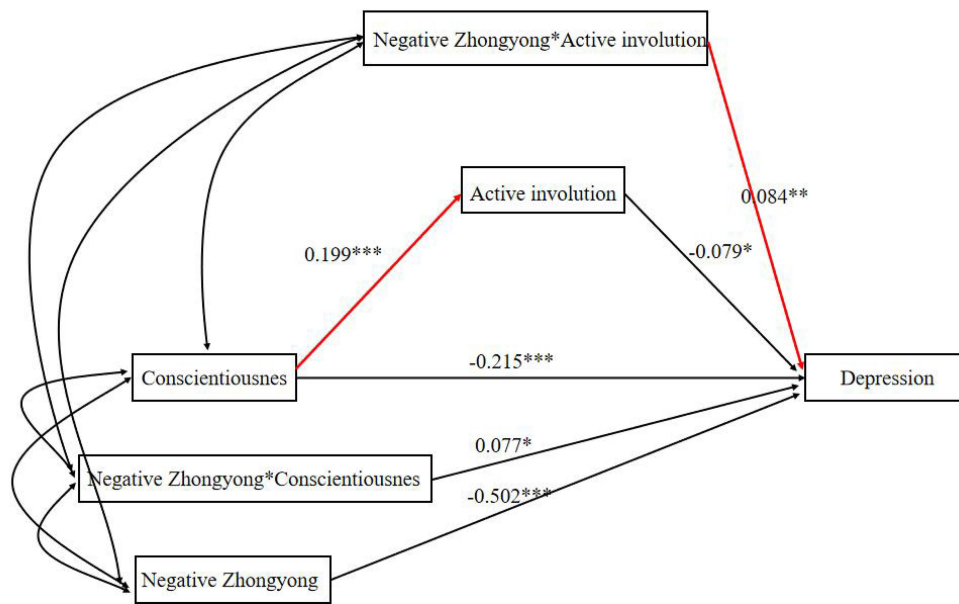 Negative Zhongyong*Active involution
Active involution
0.084**
0.199***
-0.079*
Conscientiousnes
-0.215***
Depression
0.077*
Negative Zhongyong*Conscientiousnes
-0.502***
Negative Zhongyong